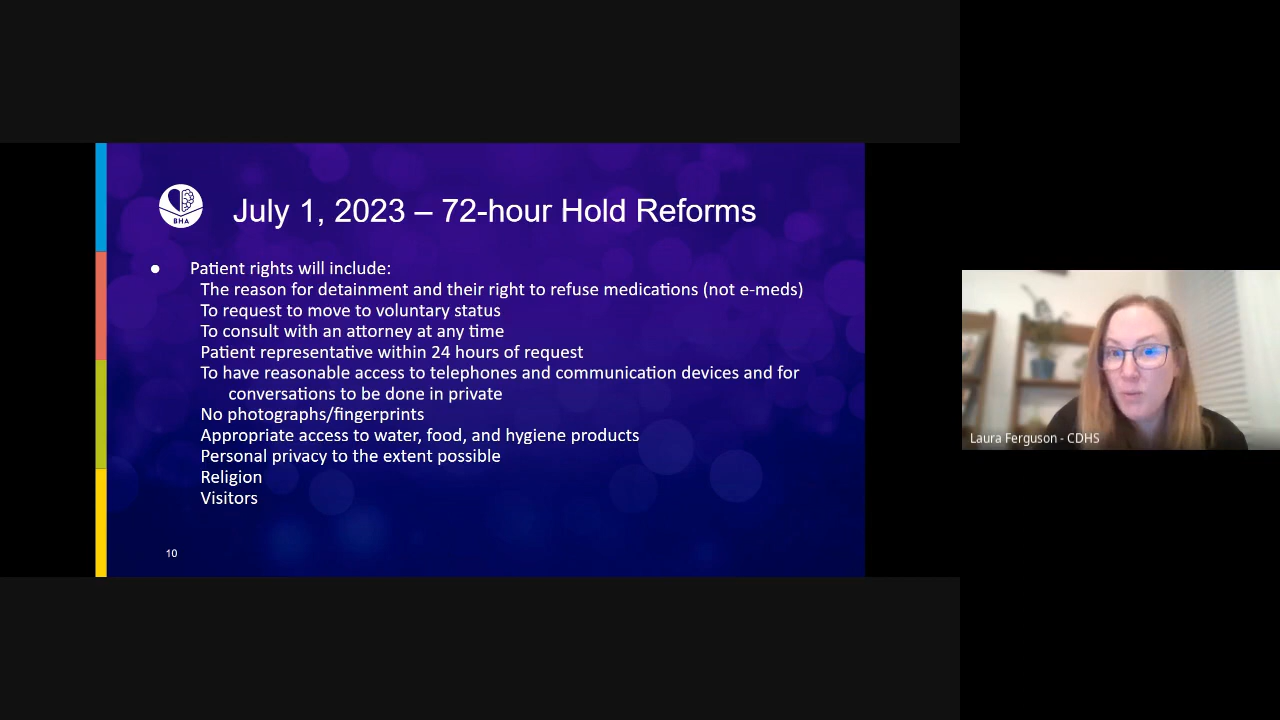 BHA
July 1, 2023 – 72-hour Hold Reforms
● Patient rights will include:
The reason for detainment and their right to refuse medications (not e-meds)
To request to move to voluntary status
To consult with an attorney at any time
Patient representative within 24 hours of request
To have reasonable access to telephones and communication devices and for
conversations to be done in private
No photographs/fingerprints
Appropriate access to water, food, and hygiene products
Personal privacy to the extent possible
Religion
Visitors
10
Laura Ferguson - CDHS